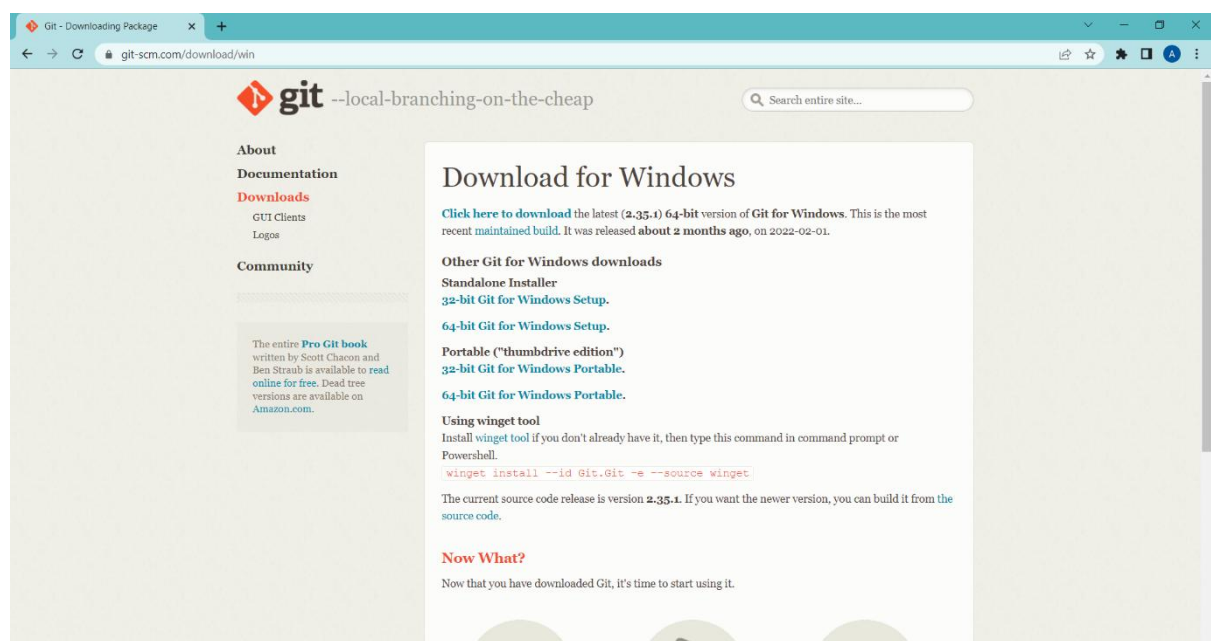 Git - Downloading Package
git-scm.com/download/win
A
git --local-branching-on-the-cheap
Search entire site...
About
Documentation
Downloads
GUI Clients
Logos
Community
The entire Pro Git book
written by Scott Chacon and
Ben Straub is available to read
online for free. Dead tree
versions are available on
Amazon.com.
Download for Windows
Click here to download the latest (2.35.1) 64-bit version of Git for Windows. This is the most
recent maintained build. It was released about 2 months ago, on 2022-02-01.
Other Git for Windows downloads
Standalone Installer
32-bit Git for Windows Setup.
64-bit Git for Windows Setup.
Portable ("thumbdrive edition")
32-bit Git for Windows Portable.
64-bit Git for Windows Portable.
Using winget tool
Install winget tool if you don't already have it, then type this command in command prompt or
Powershell.
winget install --id Git.Git -e --source winget
The current source code release is version 2.35.1. If you want the newer version, you can build it from the
source code.
Now What?
Now that you have downloaded Git, it's time to start using it.